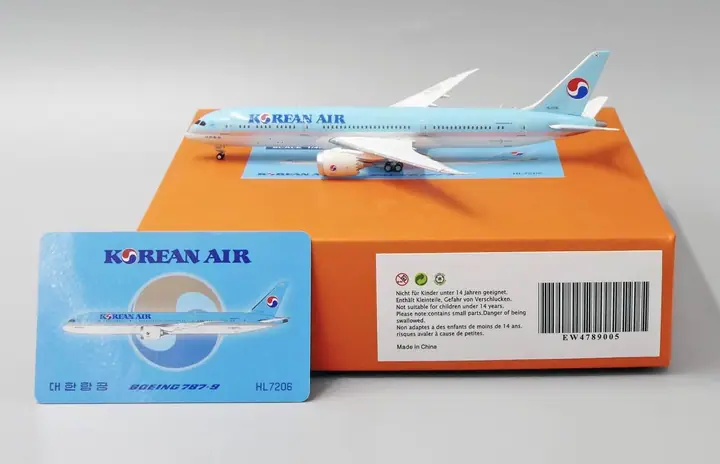 KOREAN AIR
HL7206
KOREAN AIR
KOREAN AIR
대한항공 BOEING 787-9 HL7206
Nicht für Kinder unter 14 Jahren geeignet.
Enthält Kleinteile, Gefahr von Verschlucken.
Not suitable for children under 14 years.
Please note:contains small parts.Danger of being
swallowed.
Non adaptes a des enfants de moins de 14 ans.
risques avaler à cause de petites.
Made in China
EW4789005